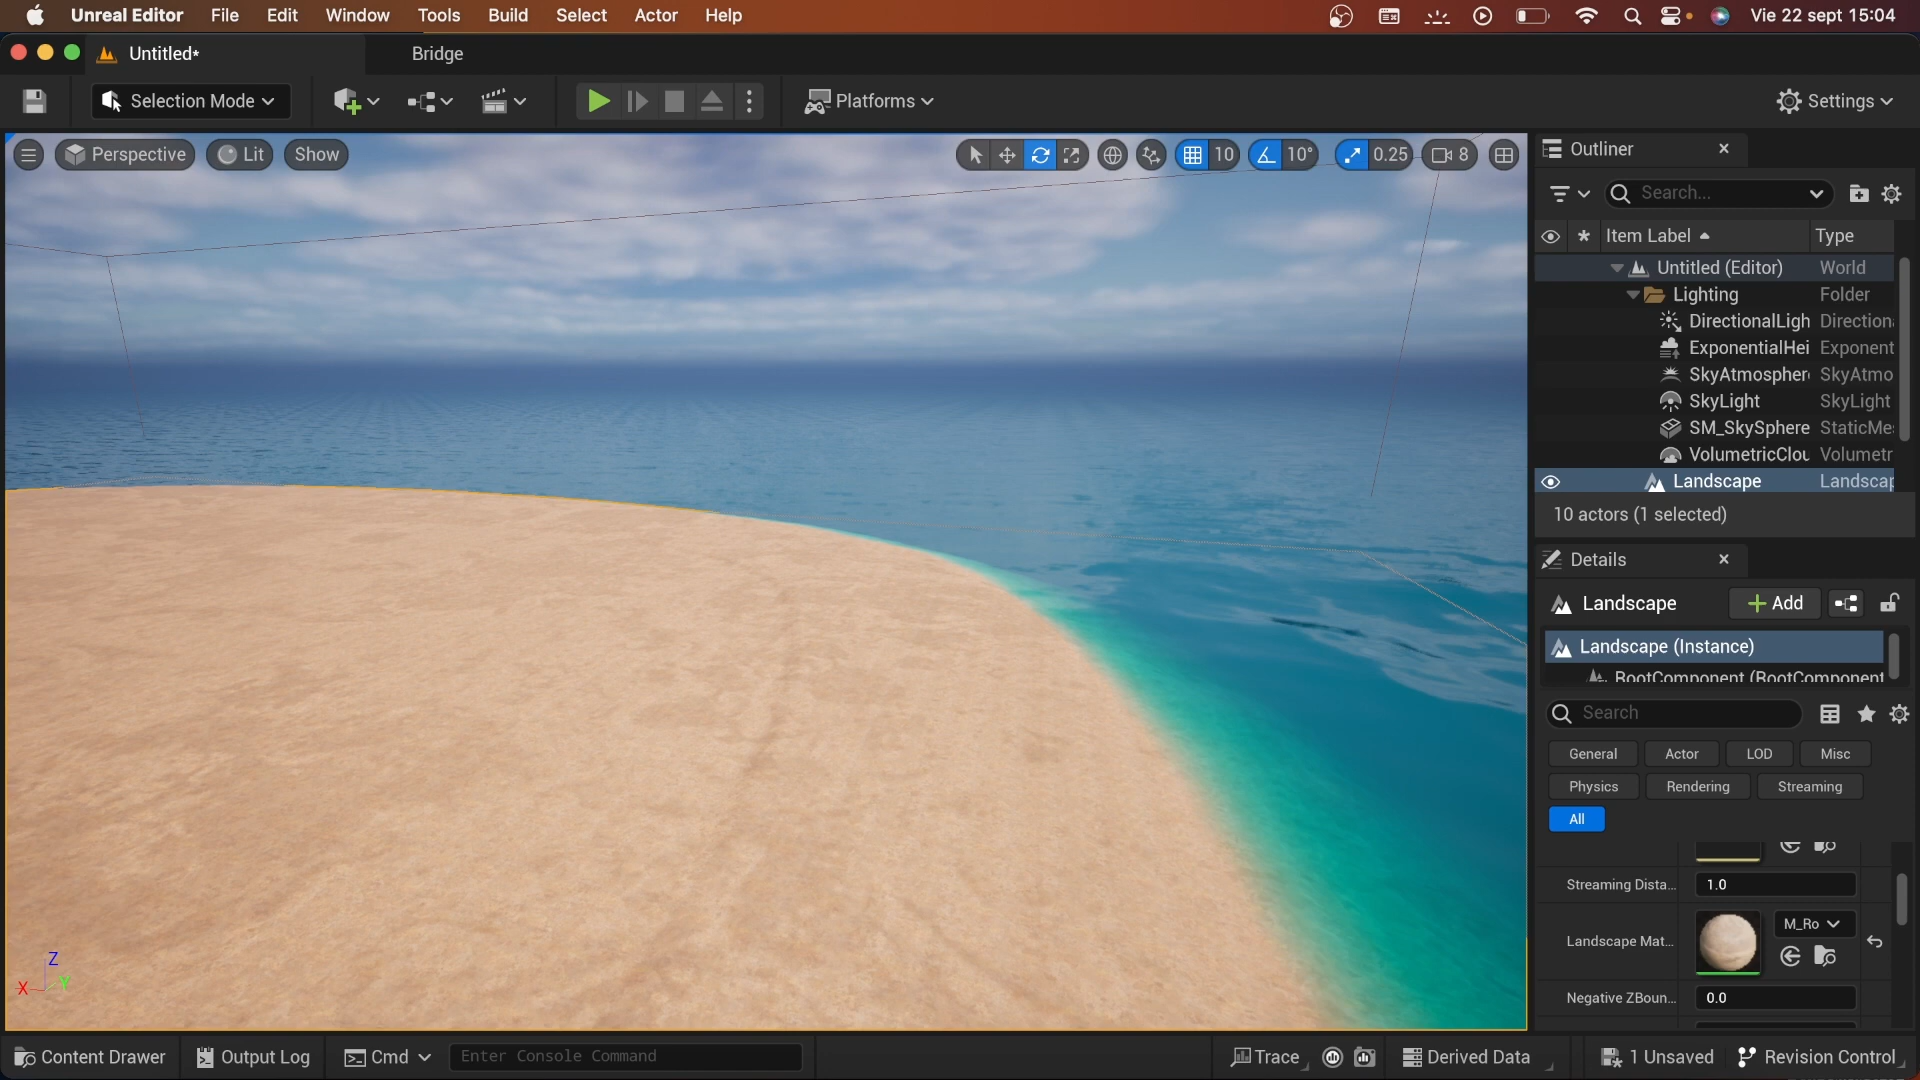 Unreal Editor File Edit Window Tools Build Select Actor Help Vie 22 sept 15:04
Untitled* Bridge
Selection Mode Platforms Settings
Perspective Lit Show 10 10° 0.25 8
Outliner
Search...
Item Label Type
Untitled (Editor) World
Lighting Folder
DirectionalLigh Direction
ExponentialHei Exponent
SkyAtmospher SkyAtmo
SkyLight SkyLight
SM_SkySphere StaticMe
VolumetricClou Volumetr
Landscape Landscap
10 actors (1 selected)
Details
Landscape Add
Landscape (Instance)
RootComponent (RootComponent
Search
General Actor LOD Misc
Physics Rendering Streaming
All
Streaming Dista... 1.0
Landscape Mat... M_Ro
Negative ZBoun... 0.0
Z
X Y
Content Drawer Output Log Cmd Enter Console Command Trace Derived Data 1 Unsaved Revision Control